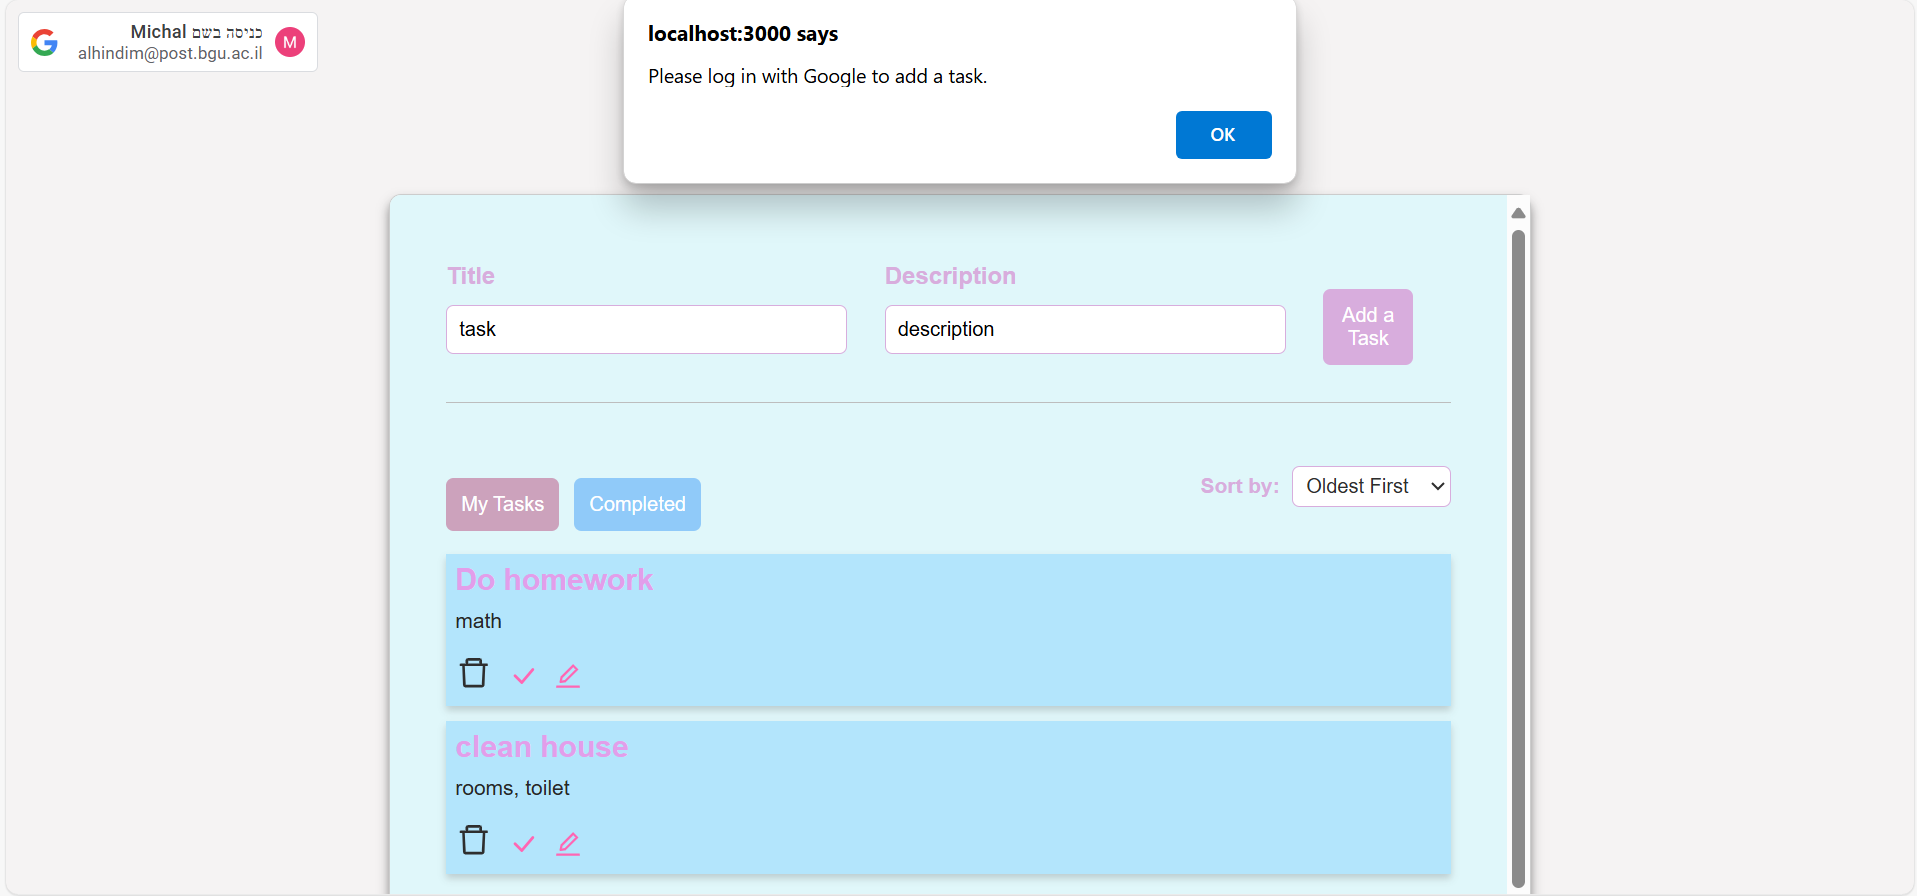 כניסה בשם Michal
alhindim@post.bgu.ac.il
M
localhost:3000 says
Please log in with Google to add a task.
OK
Title
Description
task
description
Add a
Task
My Tasks
Completed
Sort by:
Oldest First
Do homework
math
clean house
rooms, toilet